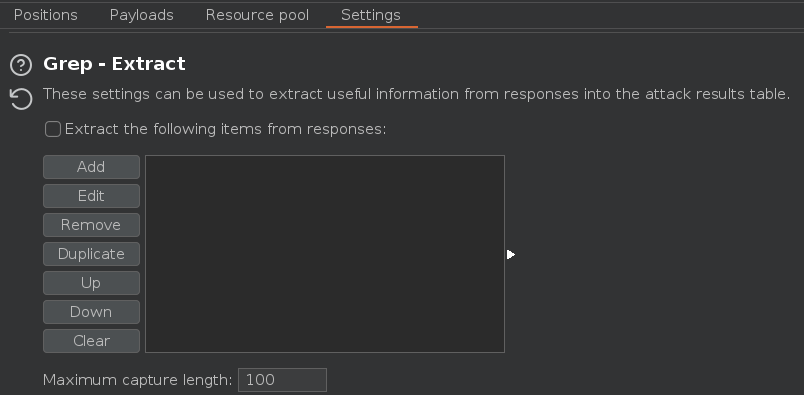 Positions Payloads Resource pool Settings
Grep - Extract
These settings can be used to extract useful information from responses into the attack results table.
Extract the following items from responses:
Add
Edit
Remove
Duplicate
Up
Down
Clear
Maximum capture length: 100